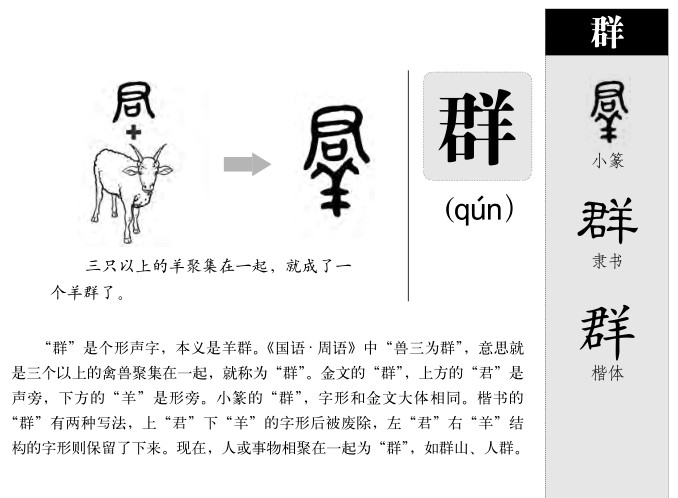 群
群
(qún)
三只以上的羊聚集在一起，就成了一
个羊群了。
“群”是个形声字，本义是羊群。《国语·周语》中“兽三为群”，意思就
是三个以上的禽兽聚集在一起，就称为“群”。金文的“群”，上方的“君”是
声旁，下方的“羊”是形旁。小篆的“群”，字形和金文大体相同。楷书的
“群”有两种写法，上“君”下“羊”的字形后被废除，左“君”右“羊”结
构的字形则保留了下来。现在，人或事物相聚在一起为“群”，如群山、人群。
群
小篆
群
隶书
群
楷体